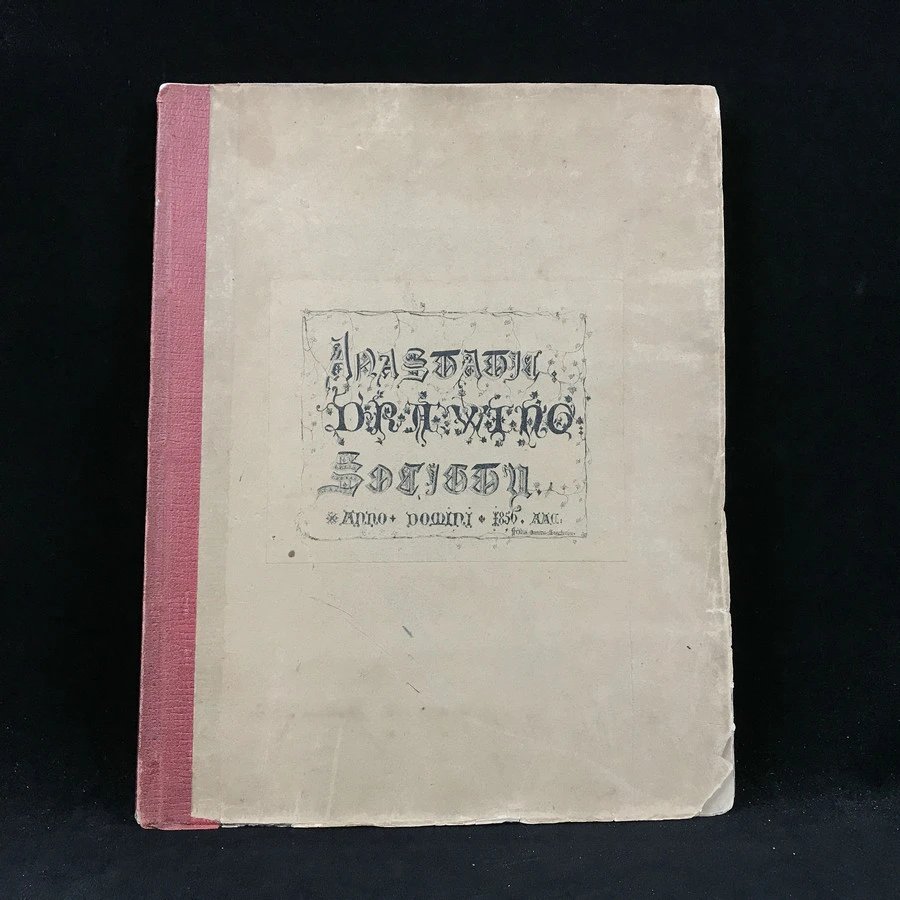 Anastatic
Drawing
Society.
Anno Domini 1856.